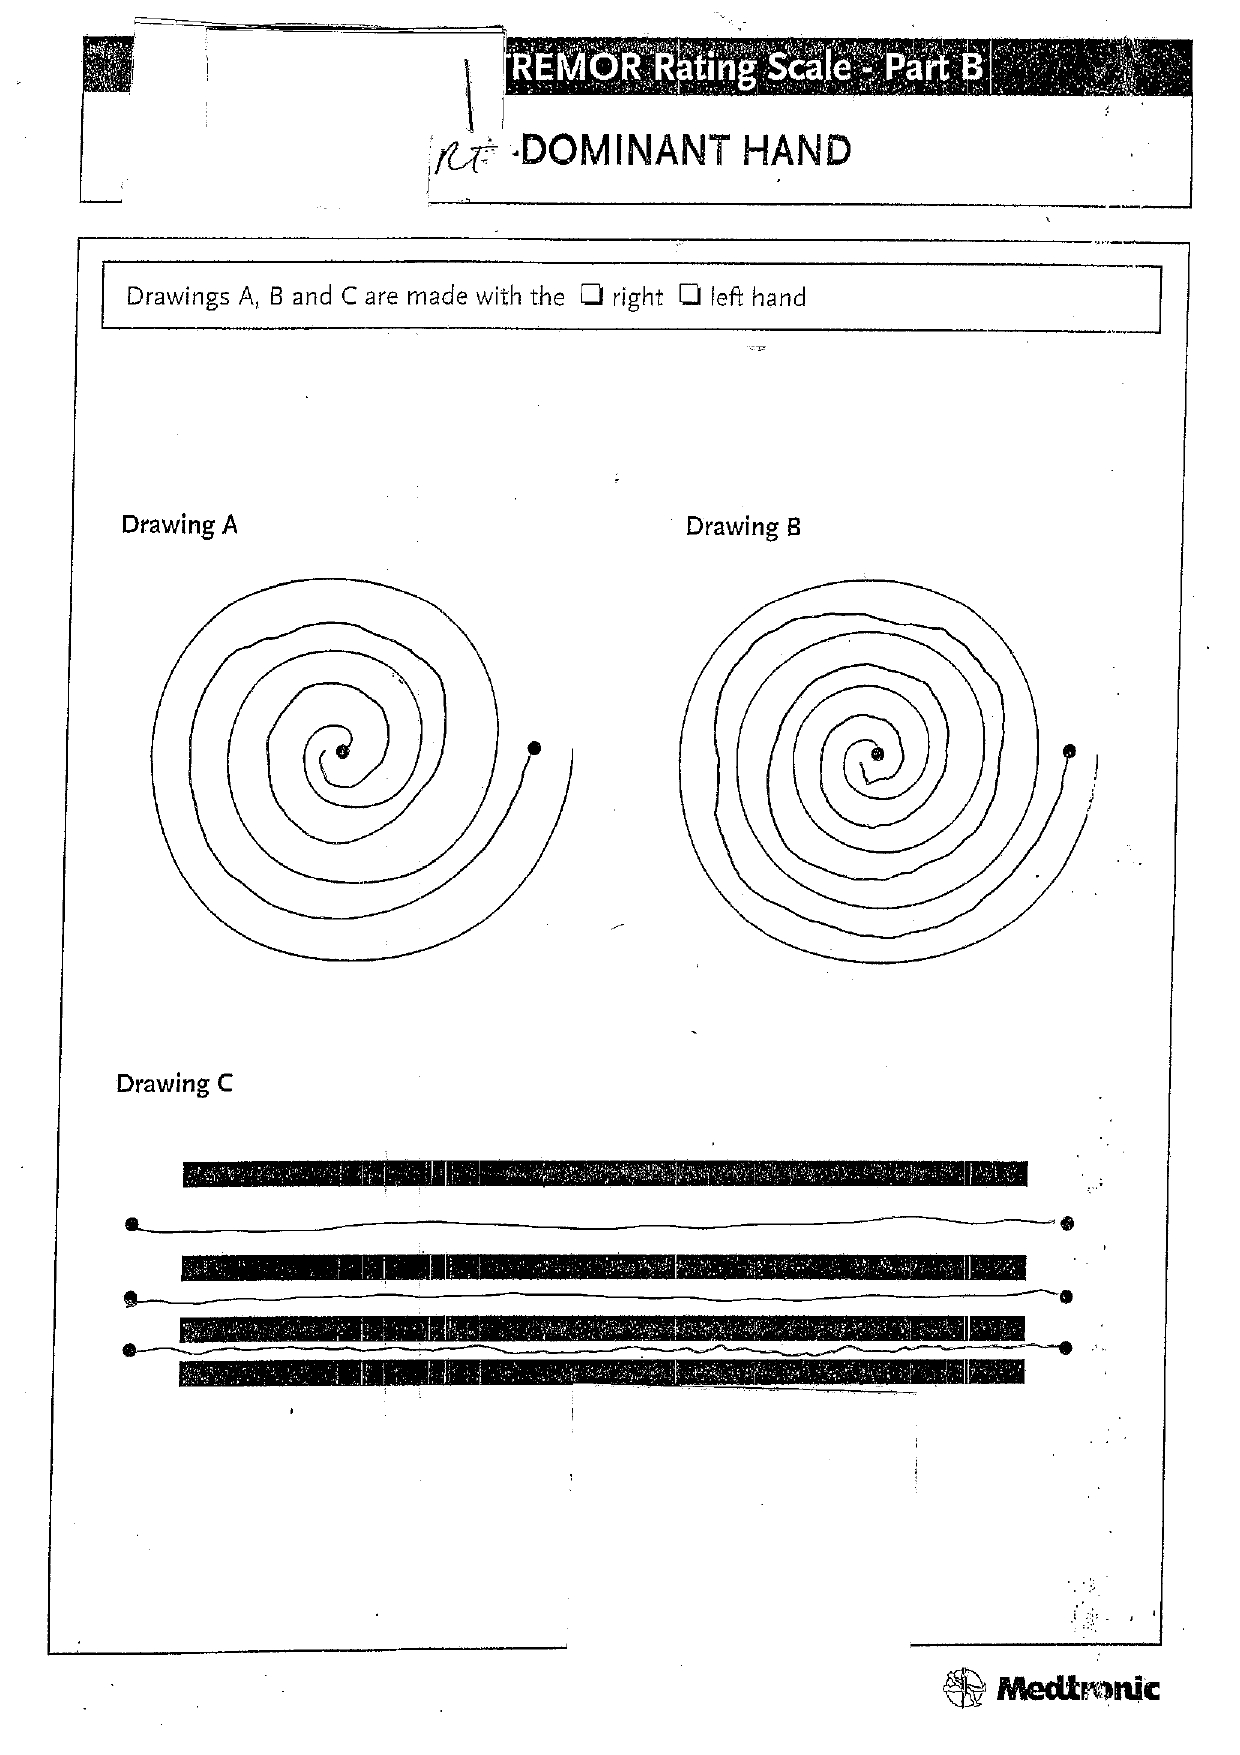 TREMOR Rating Scale - Part B
RT -DOMINANT HAND
Drawings A, B and C are made with the ❏ right ❏ left hand
Drawing A
Drawing B
Drawing C
Medtronic